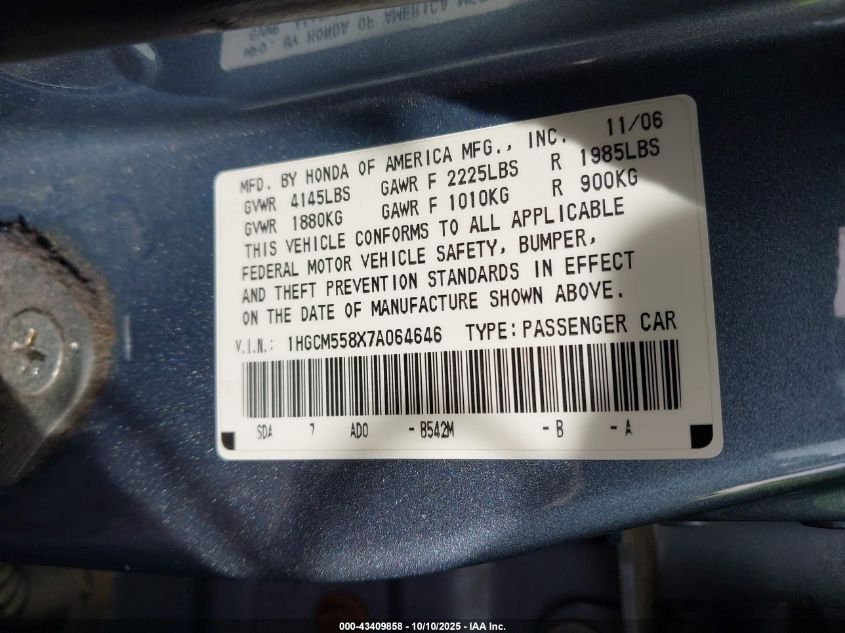 MFD. BY HONDA OF AMERICA MFG., INC. 11/06
GVWR 4145LBS GAWR F 2225LBS R 1985LBS
GVWR 1880KG GAWR F 1010KG R 900KG
THIS VEHICLE CONFORMS TO ALL APPLICABLE
FEDERAL MOTOR VEHICLE SAFETY, BUMPER,
AND THEFT PREVENTION STANDARDS IN EFFECT
ON THE DATE OF MANUFACTURE SHOWN ABOVE.
V.I.N.: 1HGCM558X7A064646 TYPE:PASSENGER CAR
SDA 7 ADO -B542M -B -A
000-43409858 - 10/10/2025 - IAA Inc.